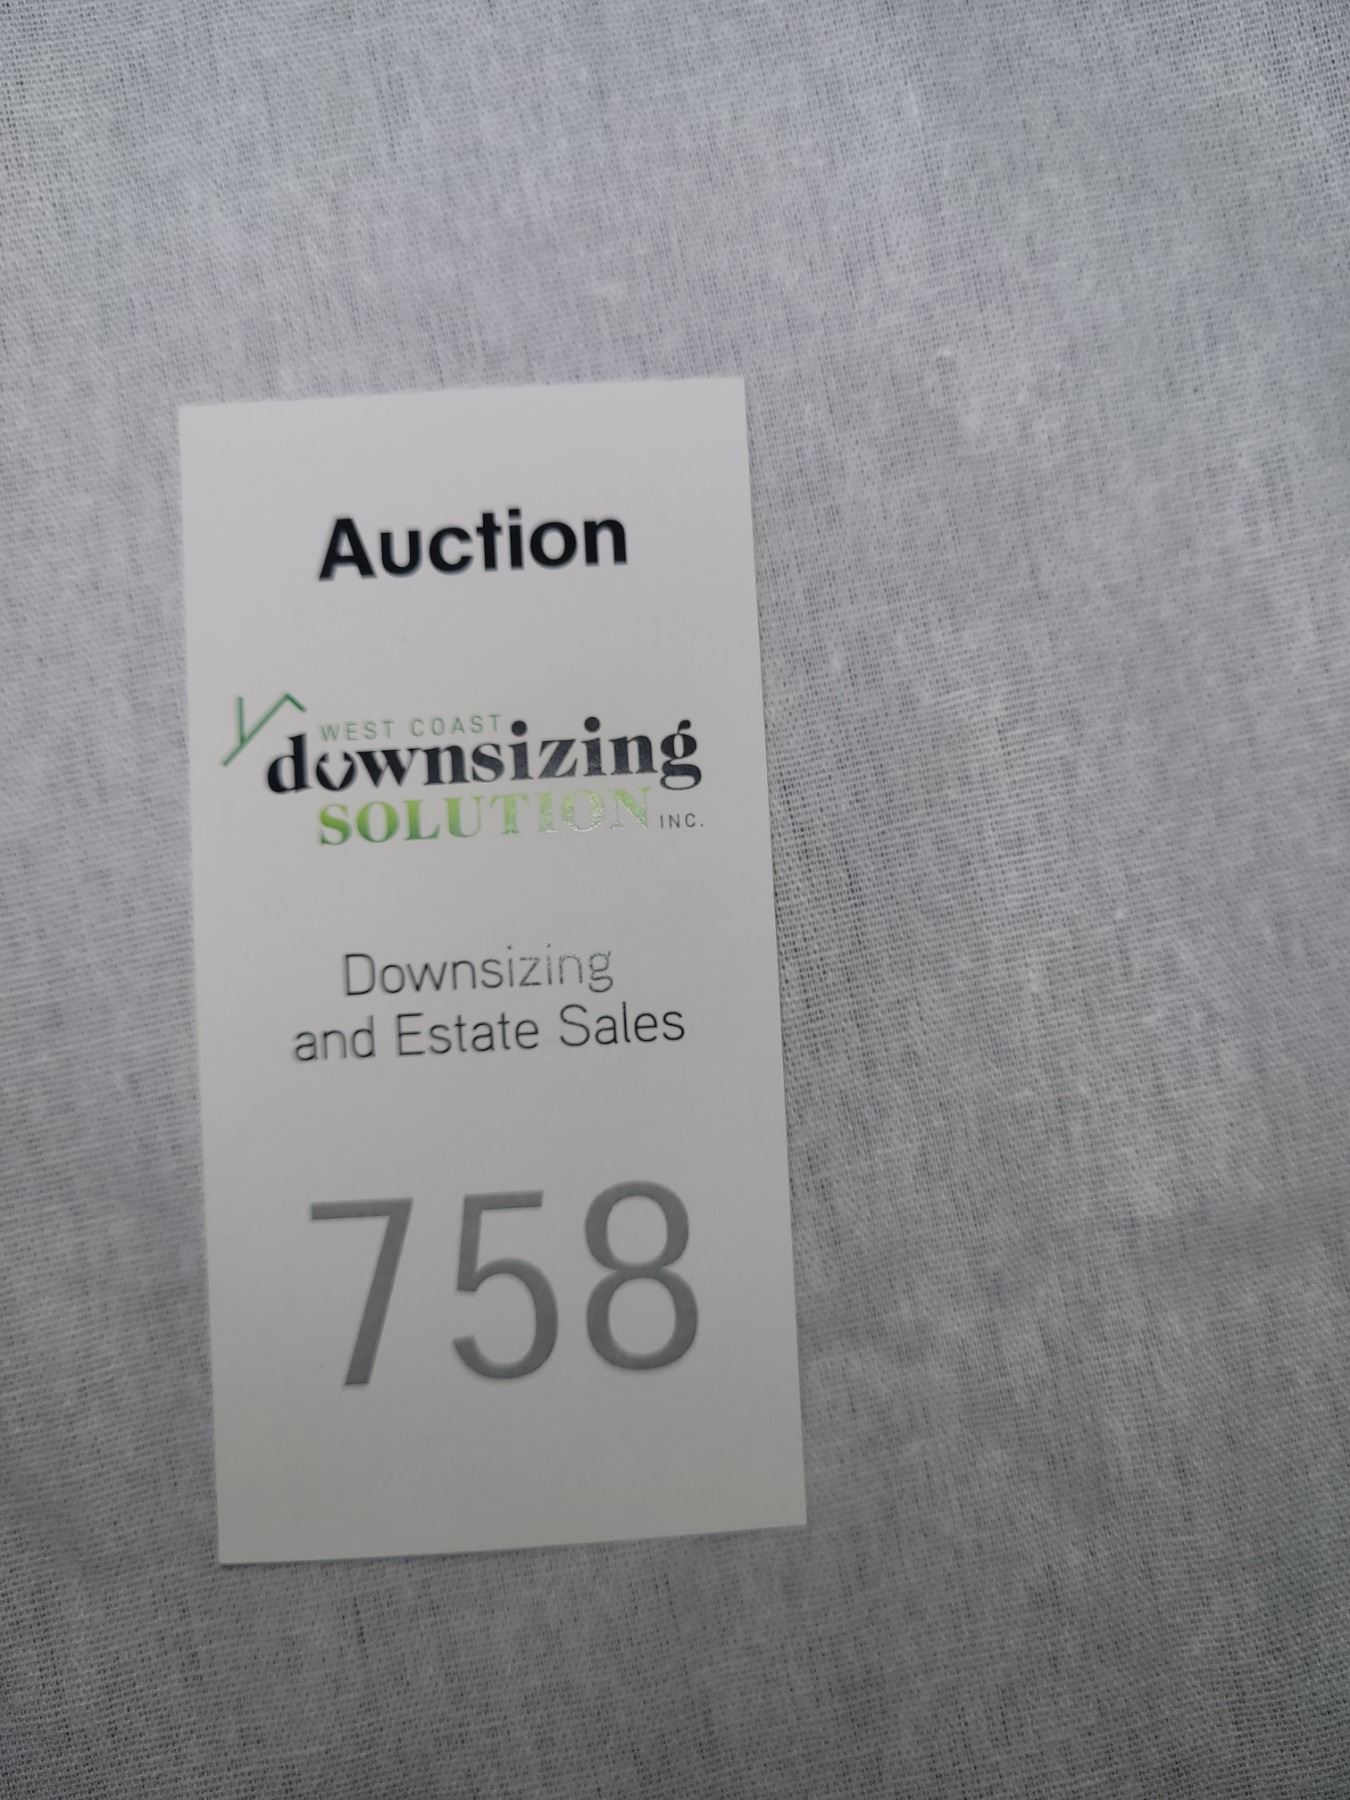 Auction
WEST COAST
downsizing
SOLUTION INC.
Downsizing
and Estate Sales
758